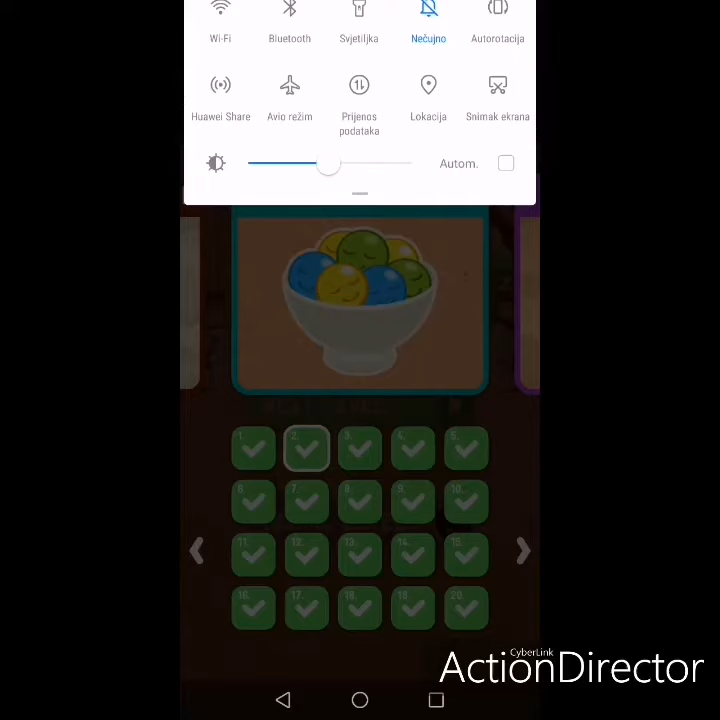 Wi-Fi Bluetooth Svjetiljka Nečujno Autorotacija
Huawei Share Avio režim Prijenos podataka Lokacija Snimak ekrana
Autom.
1. 2. 3. 4. 5.
6. 7. 8. 9. 10.
11. 12. 13. 14. 15.
16. 17. 18. 19. 20.
CyberLink
ActionDirector